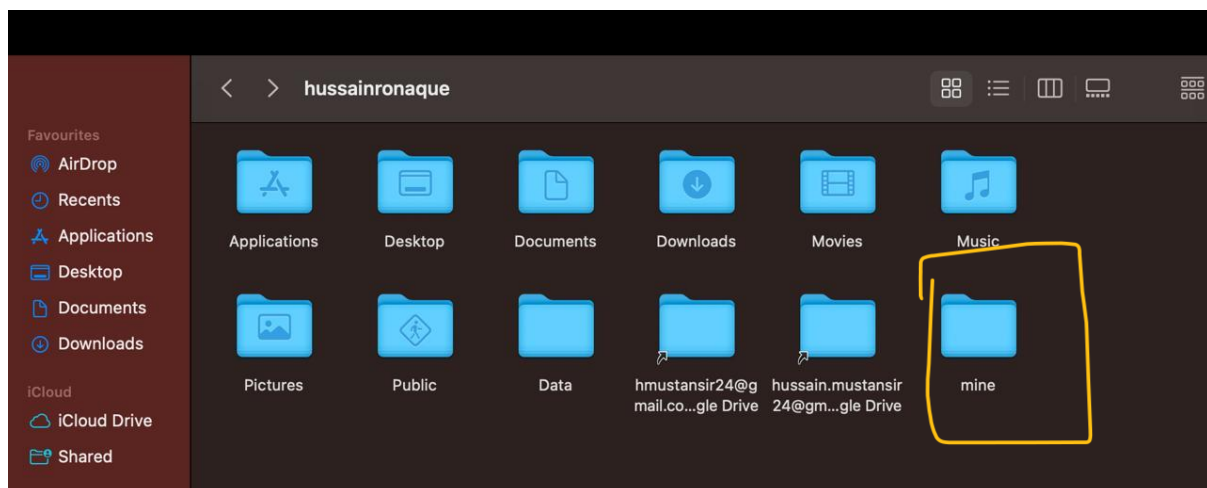 hussainronaque
Favourites
AirDrop
Recents
Applications
Desktop
Documents
Downloads
iCloud
iCloud Drive
Shared
Applications
Desktop
Documents
Downloads
Movies
Music
Pictures
Public
Data
hmustansir24@g
mail.co...gle Drive
hussain.mustansir
24@gm...gle Drive
mine